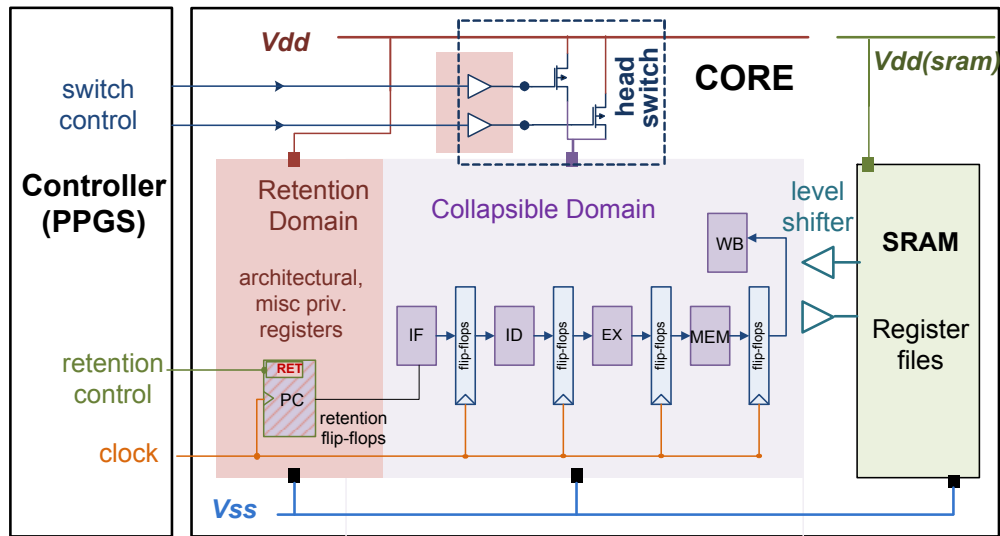 Vdd
Vdd(sram)
CORE
head
switch
switch
control
Controller
(PPGS)
Retention
Domain
Collapsible Domain
level
shifter
SRAM
Register
files
architectural,
misc priv.
registers
WB
IF
flip-flops
ID
flip-flops
EX
flip-flops
MEM
flip-flops
retention
control
RET
PC
retention
flip-flops
clock
Vss